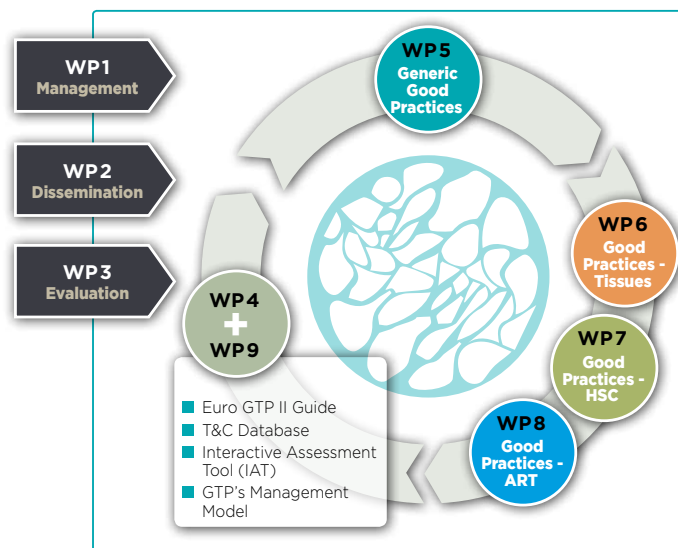 WP1
Management
WP2
Dissemination
WP3
Evaluation
WP5
Generic
Good
Practices
WP6
Good
Practices -
Tissues
WP7
Good
Practices -
HSC
WP8
Good
Practices -
ART
WP4
+
WP9
Euro GTP II Guide
T&C Database
Interactive Assessment
Tool (IAT)
GTP's Management
Model